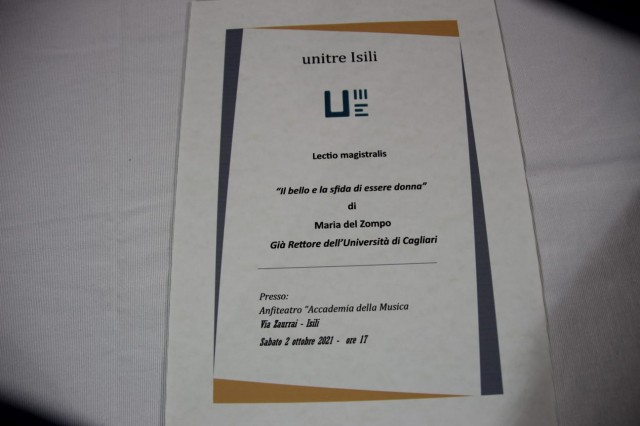 unitre Isili
UE
Lectio magistralis
"Il bello e la sfida di essere donna"
di
Maria del Zompo
Già Rettore dell'Università di Cagliari
Presso:
Anfiteatro "Accademia della Musica
Via Zaurrai - Isili
Sabato 2 ottobre 2021 - ore 17